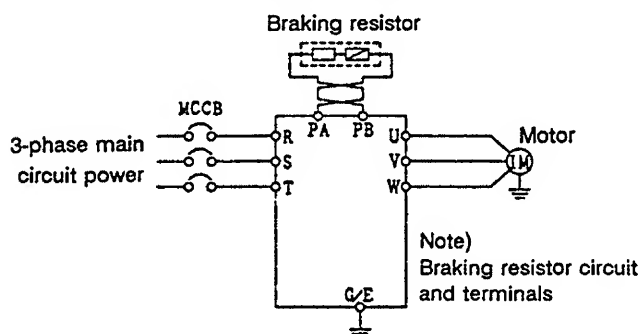 Braking resistor
MCCB
PA PB
3-phase main
circuit power
R
S
T
U
V
W
Motor
IM
Note)
Braking resistor circuit
and terminals
G/E